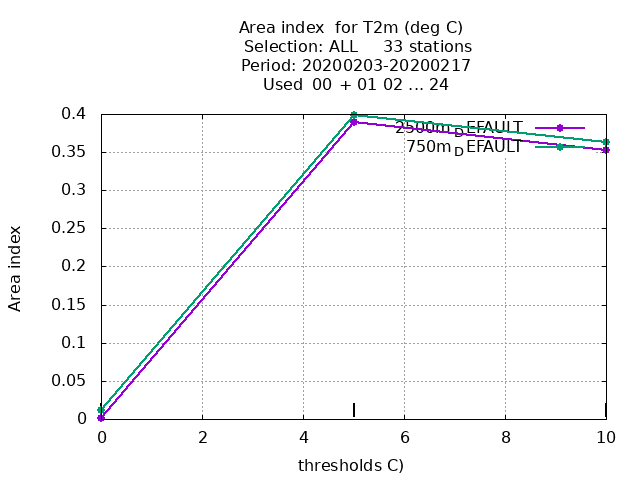 Area index  for T2m (deg C)
Selection: ALL     33 stations
Period: 20200203-20200217
Used  00 + 01 02 ... 24
0.4
2500m_DEFAULT
0.35
750m_DEFAULT
0.3
0.25
0.2
0.15
0.1
0.05
0
Area index
0 2 4 6 8 10
thresholds C)